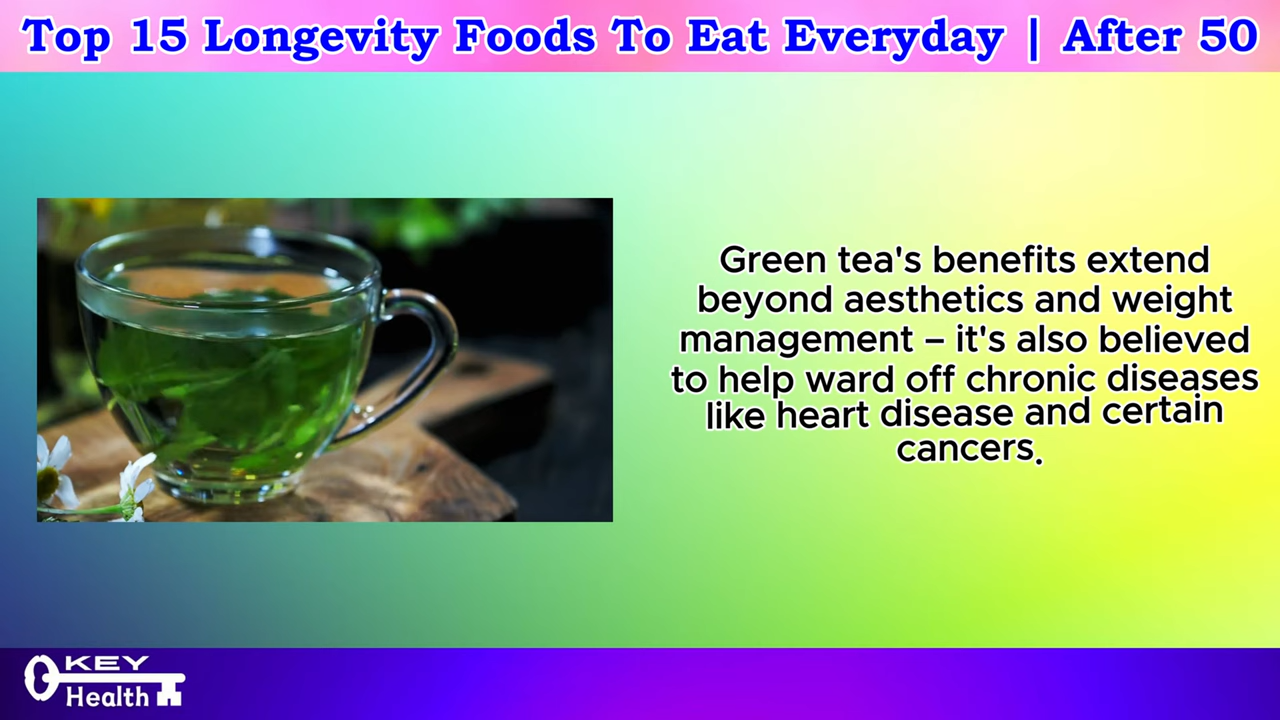 Top 15 Longevity Foods To Eat Everyday | After 50
Green tea's benefits extend
beyond aesthetics and weight
management – it's also believed
to help ward off chronic diseases
like heart disease and certain
cancers.
KEY
Health